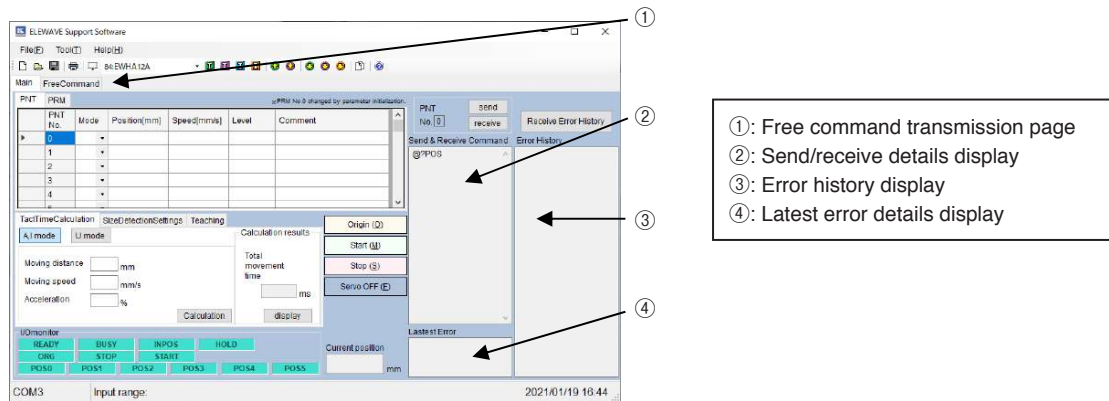 ①
ELEWAVE Support Software
File(F) Tool(T) Help(H)
84:EWHA12A
Main FreeCommand
PNT PRM
※PRM No.0 changed by parameter initialization.
PNT No. Mode Position[mm] Speed[mm/s] Level Comment
0
1
2
3
4
PNT
No. 0
send
receive
Receive Error History
②
Send & Receive Command
Error History
@?POS
③
TactTimeCalculation SizeDetectionSettings Teaching
A,I mode U mode
Calculation results
Moving distance mm
Moving speed mm/s
Acceleration %
Calculation
Total
movement
time
ms
display
Origin (O)
Start (M)
Stop (S)
Servo OFF (F)
④
I/Omonitor
READY BUSY INPOS HOLD
ORG STOP START
POS0 POS1 POS2 POS3 POS4 POS5
Current position
mm
Lastest Error
COM3 Input range: 2021/01/19 16:44
①: Free command transmission page
②: Send/receive details display
③: Error history display
④: Latest error details display